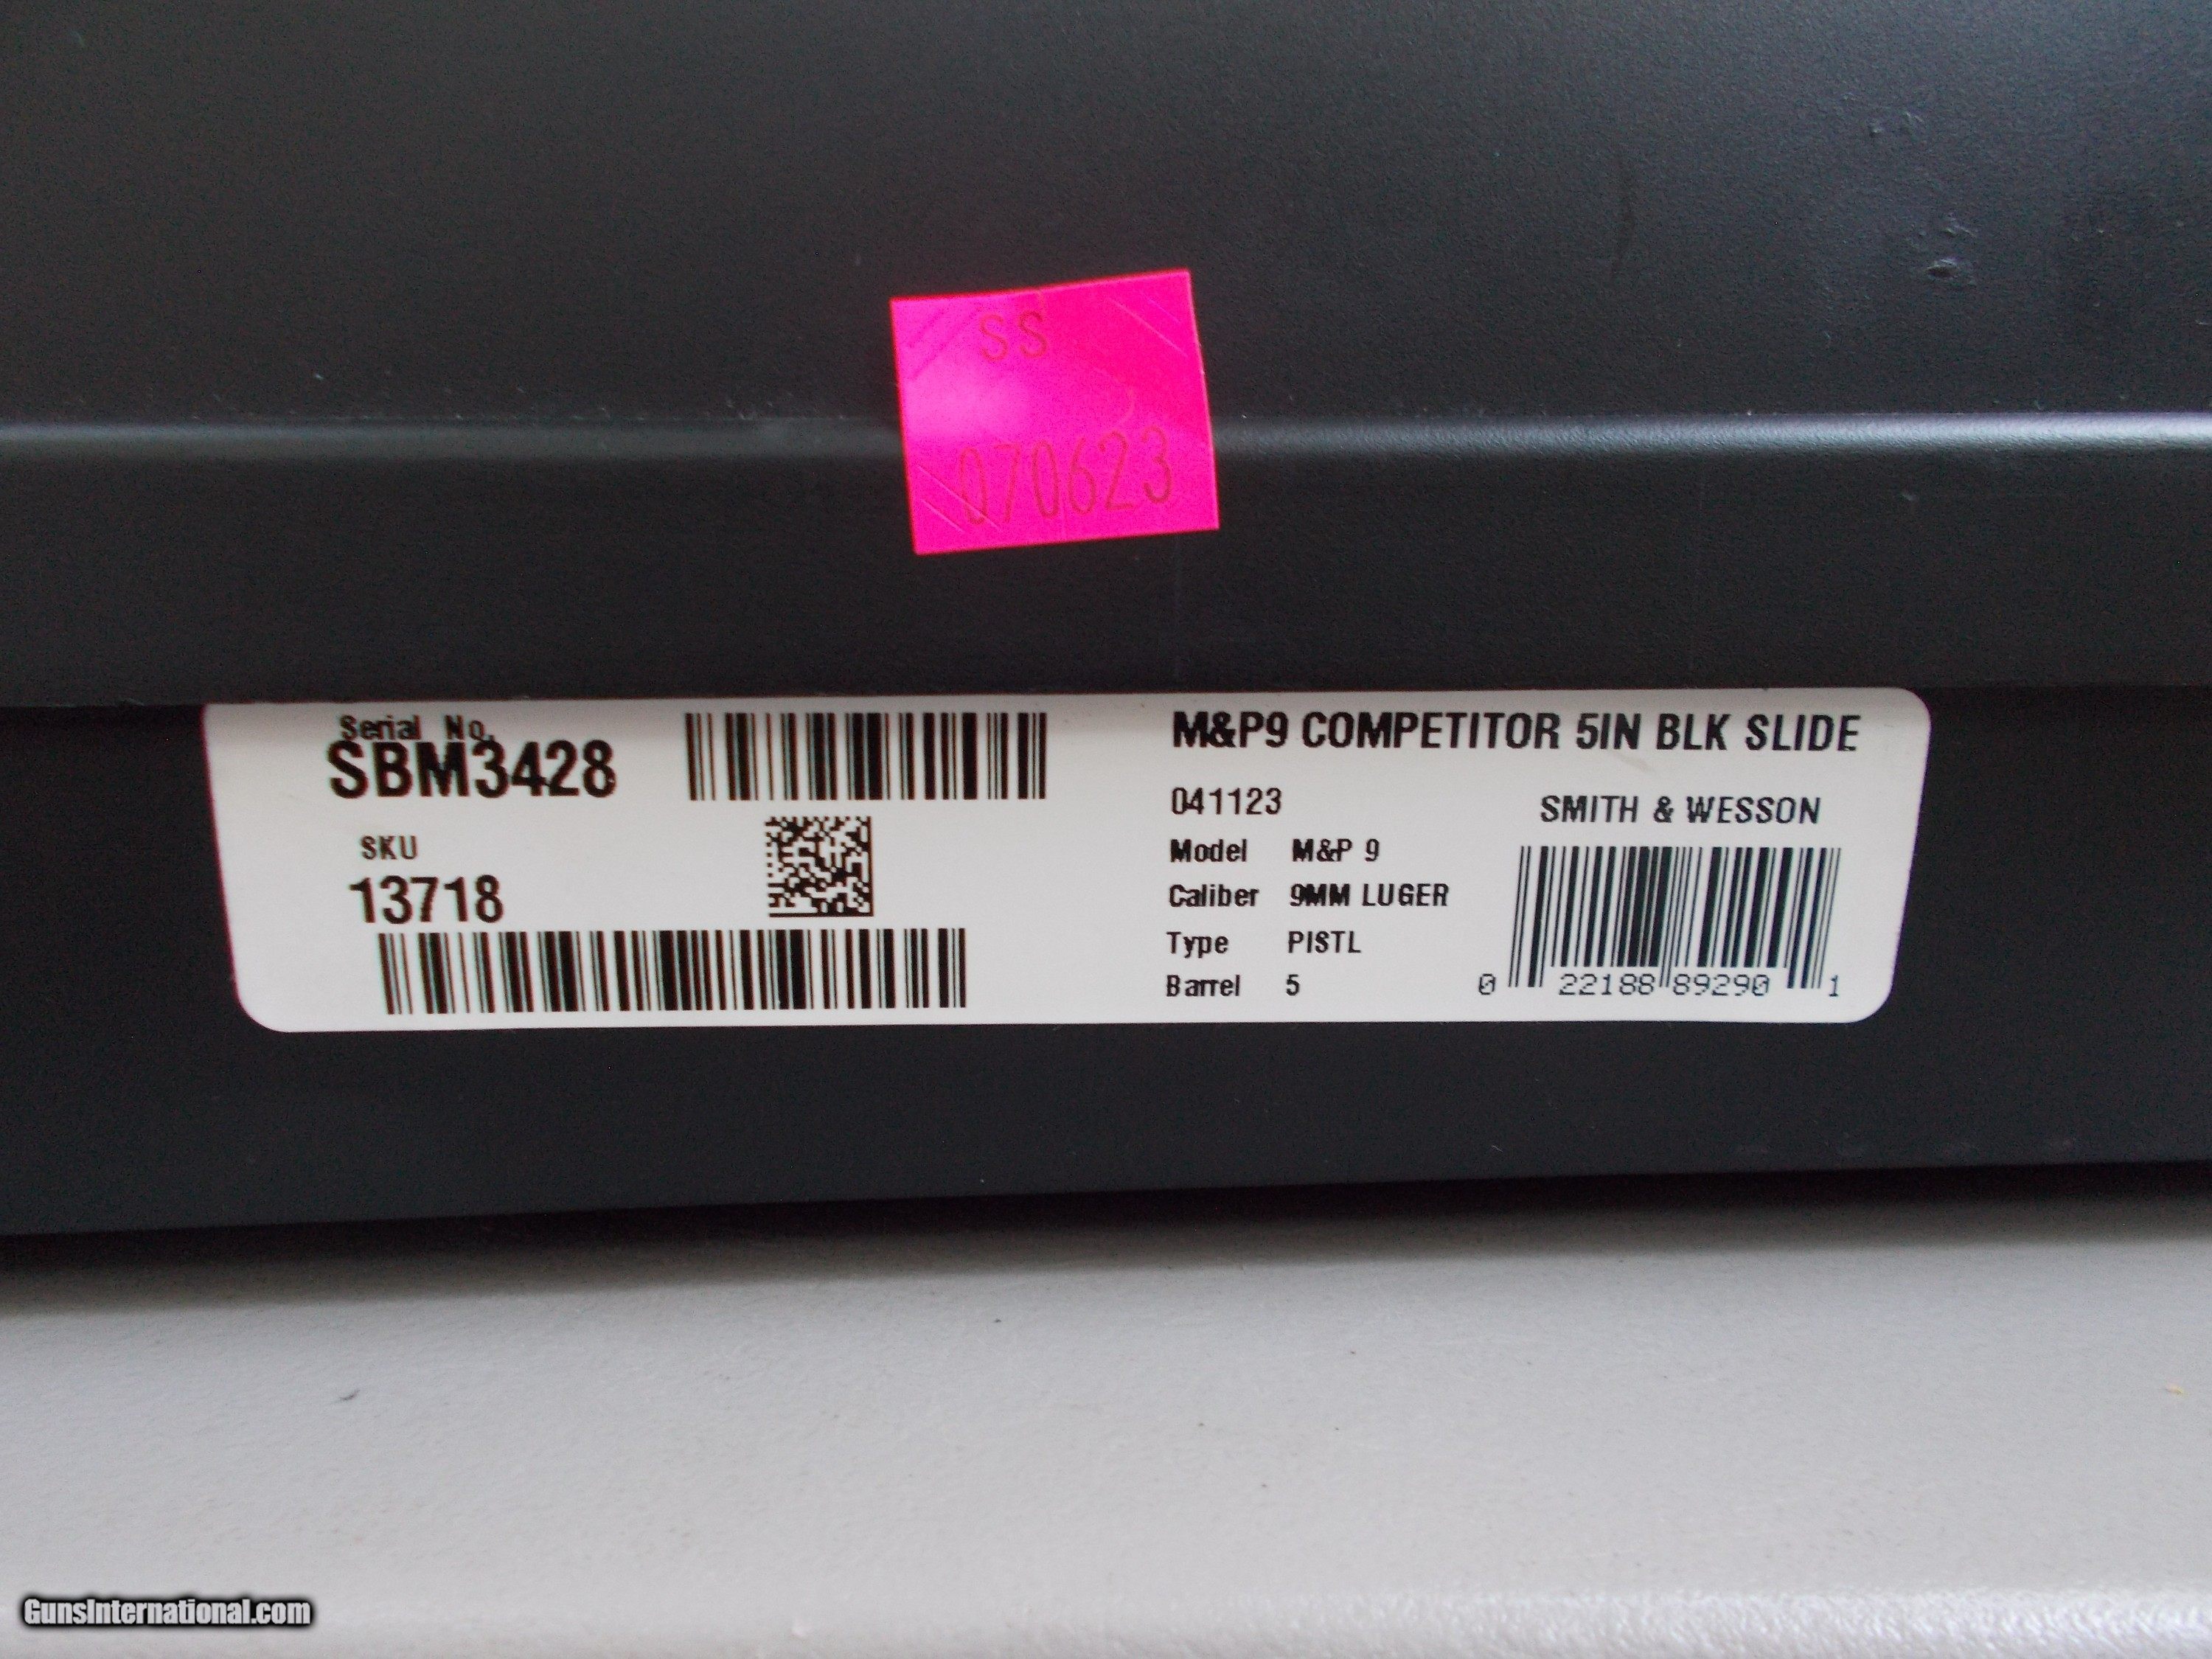 SS
070623
Serial No.
SBM3428
SKU
13718
M&P9 COMPETITOR 5IN BLK SLIDE
041123
SMITH & WESSON
Model M&P 9
Caliber 9MM LUGER
Type PISTL
Barrel 5
0 22188 89290 1
GunsInternational.com